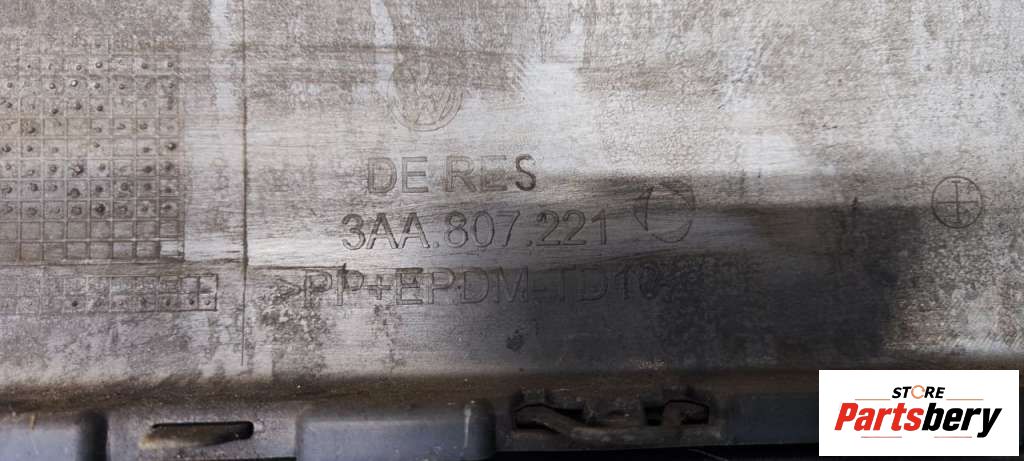 DE RES
3AA.807.221
>PP+EPDM-TD10<
STORE
Partsbery